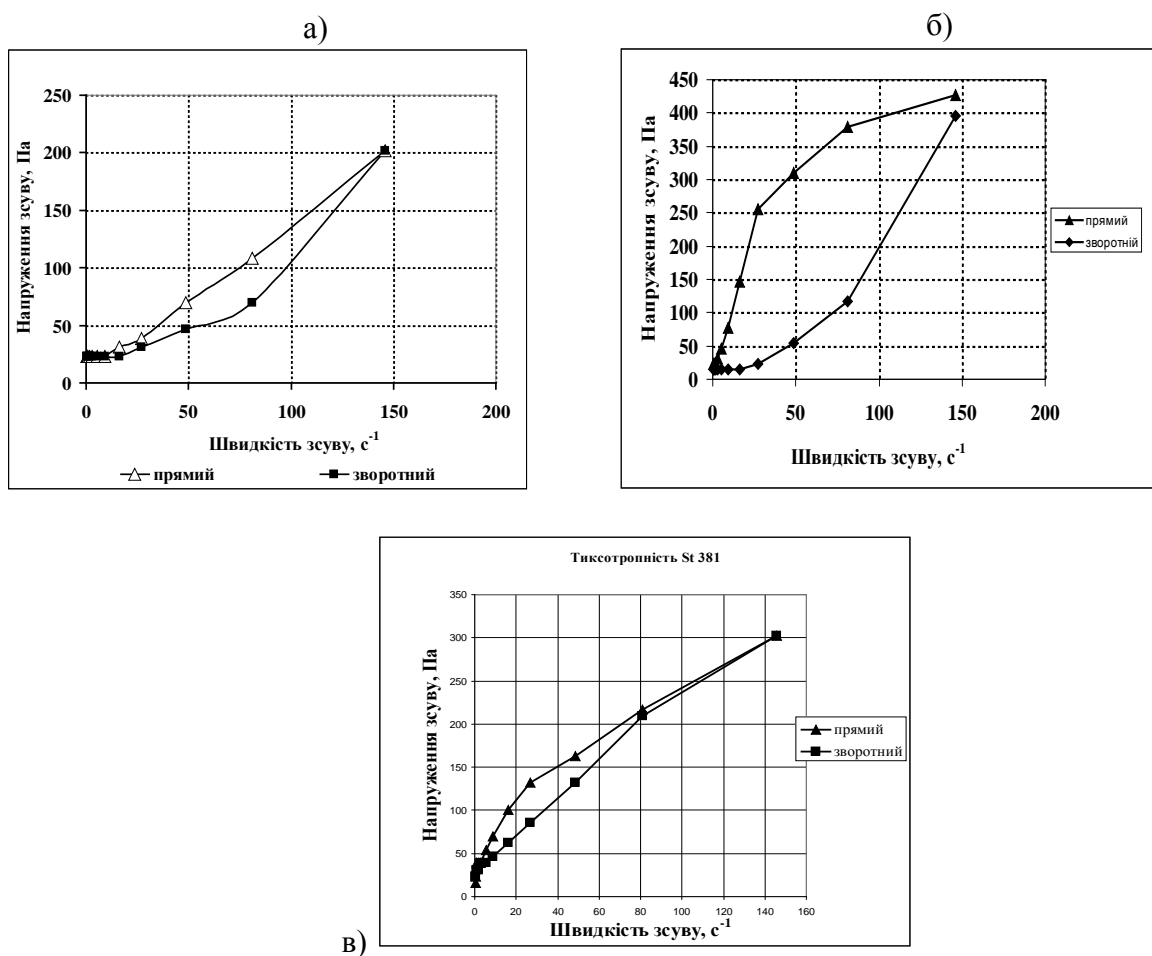 а)
250
200
150
100
50
0
Напруження зсуву, Па
0 50 100 150 200
Швидкість зсуву, с⁻¹
прямий зворотний
б)
450
400
350
300
250
200
150
100
50
0
Напруження зсуву, Па
0 50 100 150 200
Швидкість зсуву, с⁻¹
прямий
зворотній
Тиксотропність St 381
350
300
250
200
150
100
50
0
Напруження зсуву, Па
0 20 40 60 80 100 120 140 160
Швидкість зсуву, с⁻¹
прямий
зворотний
в)